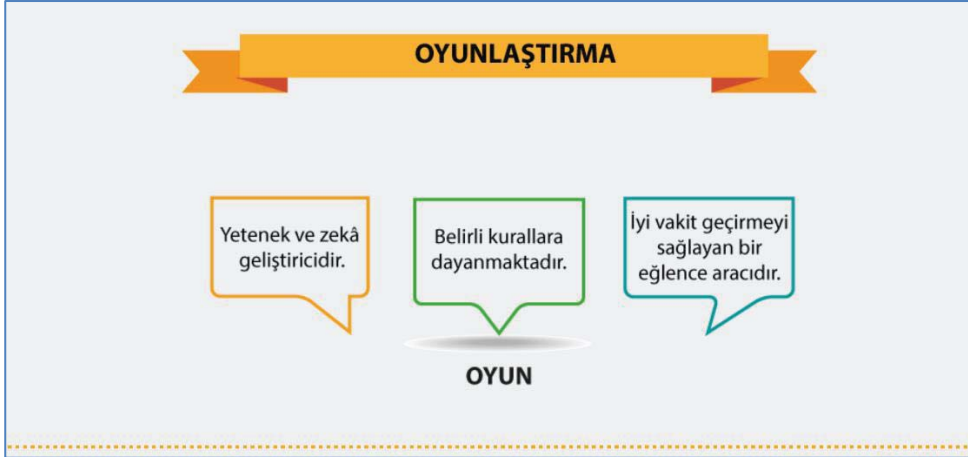 OYUNLAŞTIRMA
Yetenek ve zekâ
geliştiricidir.
Belirli kurallara
dayanmaktadır.
İyi vakit geçirmeyi
sağlayan bir
eğlence aracıdır.
OYUN